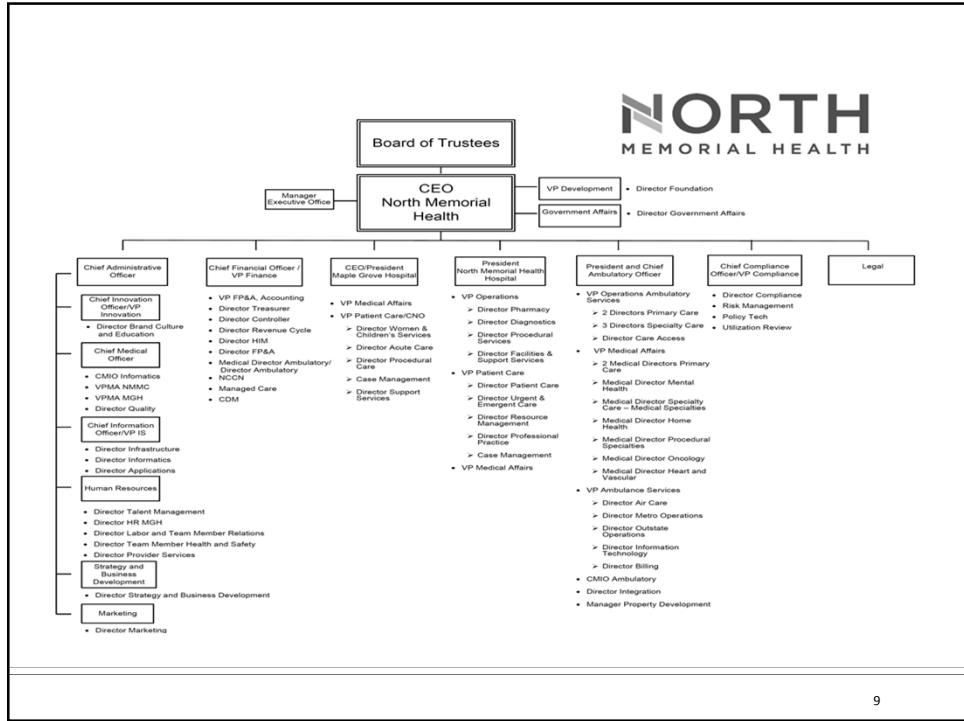 NORTH
MEMORIAL HEALTH
Board of Trustees
CEO
North Memorial
Health
Manager
Executive Office
VP Development
• Director Foundation
Government Affairs
• Director Government Affairs
Chief Administrative
Officer
Chief Innovation
Officer/VP
Innovation
• Director Brand Culture
and Education
Chief Medical
Officer
• CMIO Infomatics
• VPMA NMMC
• VPMA MGH
• Director Quality
Chief Information
Officer/VP IS
• Director Infrastructure
• Director Informatics
• Director Applications
Human Resources
• Director Talent Management
• Director HR MGH
• Director Labor and Team Member Relations
• Director Team Member Health and Safety
• Director Provider Services
Strategy and
Business
Development
• Director Strategy and Business Development
Marketing
• Director Marketing
Chief Financial Officer /
VP Finance
• VP FP&A, Accounting
• Director Treasurer
• Director Controller
• Director Revenue Cycle
• Director HIM
• Director FP&A
• Medical Director Ambulatory/
Director Ambulatory
• NCCN
• Managed Care
• CDM
CEO/President
Maple Grove Hospital
• VP Medical Affairs
• VP Patient Care/CNO
➢ Director Women &
Children's Services
➢ Director Acute Care
➢ Director Procedural
Care
➢ Case Management
➢ Director Support
Services
President
North Memorial Health
Hospital
• VP Operations
➢ Director Pharmacy
➢ Director Diagnostics
➢ Director Procedural
Services
➢ Director Facilities &
Support Services
• VP Patient Care
➢ Director Patient Care
➢ Director Urgent &
Emergent Care
➢ Director Resource
Management
➢ Director Professional
Practice
➢ Case Management
• VP Medical Affairs
President and Chief
Ambulatory Officer
• VP Operations Ambulatory
Services
➢ 2 Directors Primary Care
➢ 3 Directors Specialty Care
➢ Director Care Access
• VP Medical Affairs
➢ 2 Medical Directors Primary
Care
➢ Medical Director Mental
Health
➢ Medical Director Specialty
Care – Medical Specialties
➢ Medical Director Home
Health
➢ Medical Director Procedural
Specialties
➢ Medical Director Oncology
➢ Medical Director Heart and
Vascular
• VP Ambulance Services
➢ Director Air Care
➢ Director Metro Operations
➢ Director Outstate
Operations
➢ Director Information
Technology
➢ Director Billing
• CMIO Ambulatory
• Director Integration
• Manager Property Development
Chief Compliance
Officer/VP Compliance
• Director Compliance
• Risk Management
• Policy Tech
• Utilization Review
Legal
9